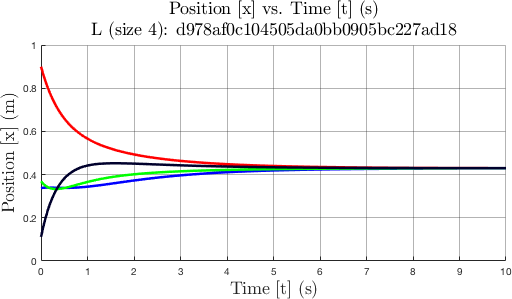 Position [x] vs. Time [t] (s)
L (size 4): d978af0c104505da0bb0905bc227ad18
Position [x] (m)
1
0.8
0.6
0.4
0.2
0
0 1 2 3 4 5 6 7 8 9 10
Time [t] (s)